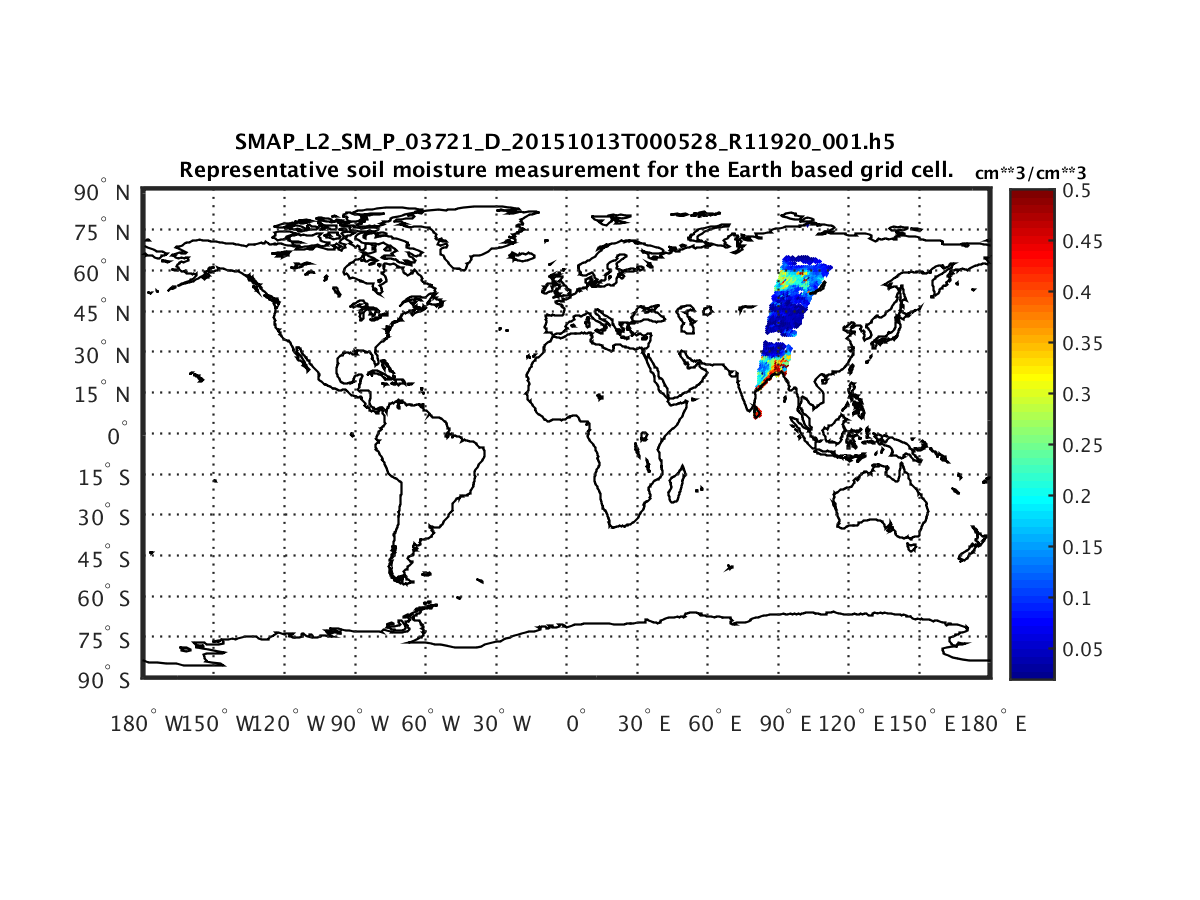 SMAP_L2_SM_P_03721_D_20151013T000528_R11920_001.h5
Representative soil moisture measurement for the Earth based grid cell.
cm**3/cm**3
90° N
75° N
60° N
45° N
30° N
15° N
0°
15° S
30° S
45° S
60° S
75° S
90° S
180° W 150° W 120° W 90° W 60° W 30° W 0° 30° E 60° E 90° E 120° E 150° E 180° E
0.5
0.45
0.4
0.35
0.3
0.25
0.2
0.15
0.1
0.05